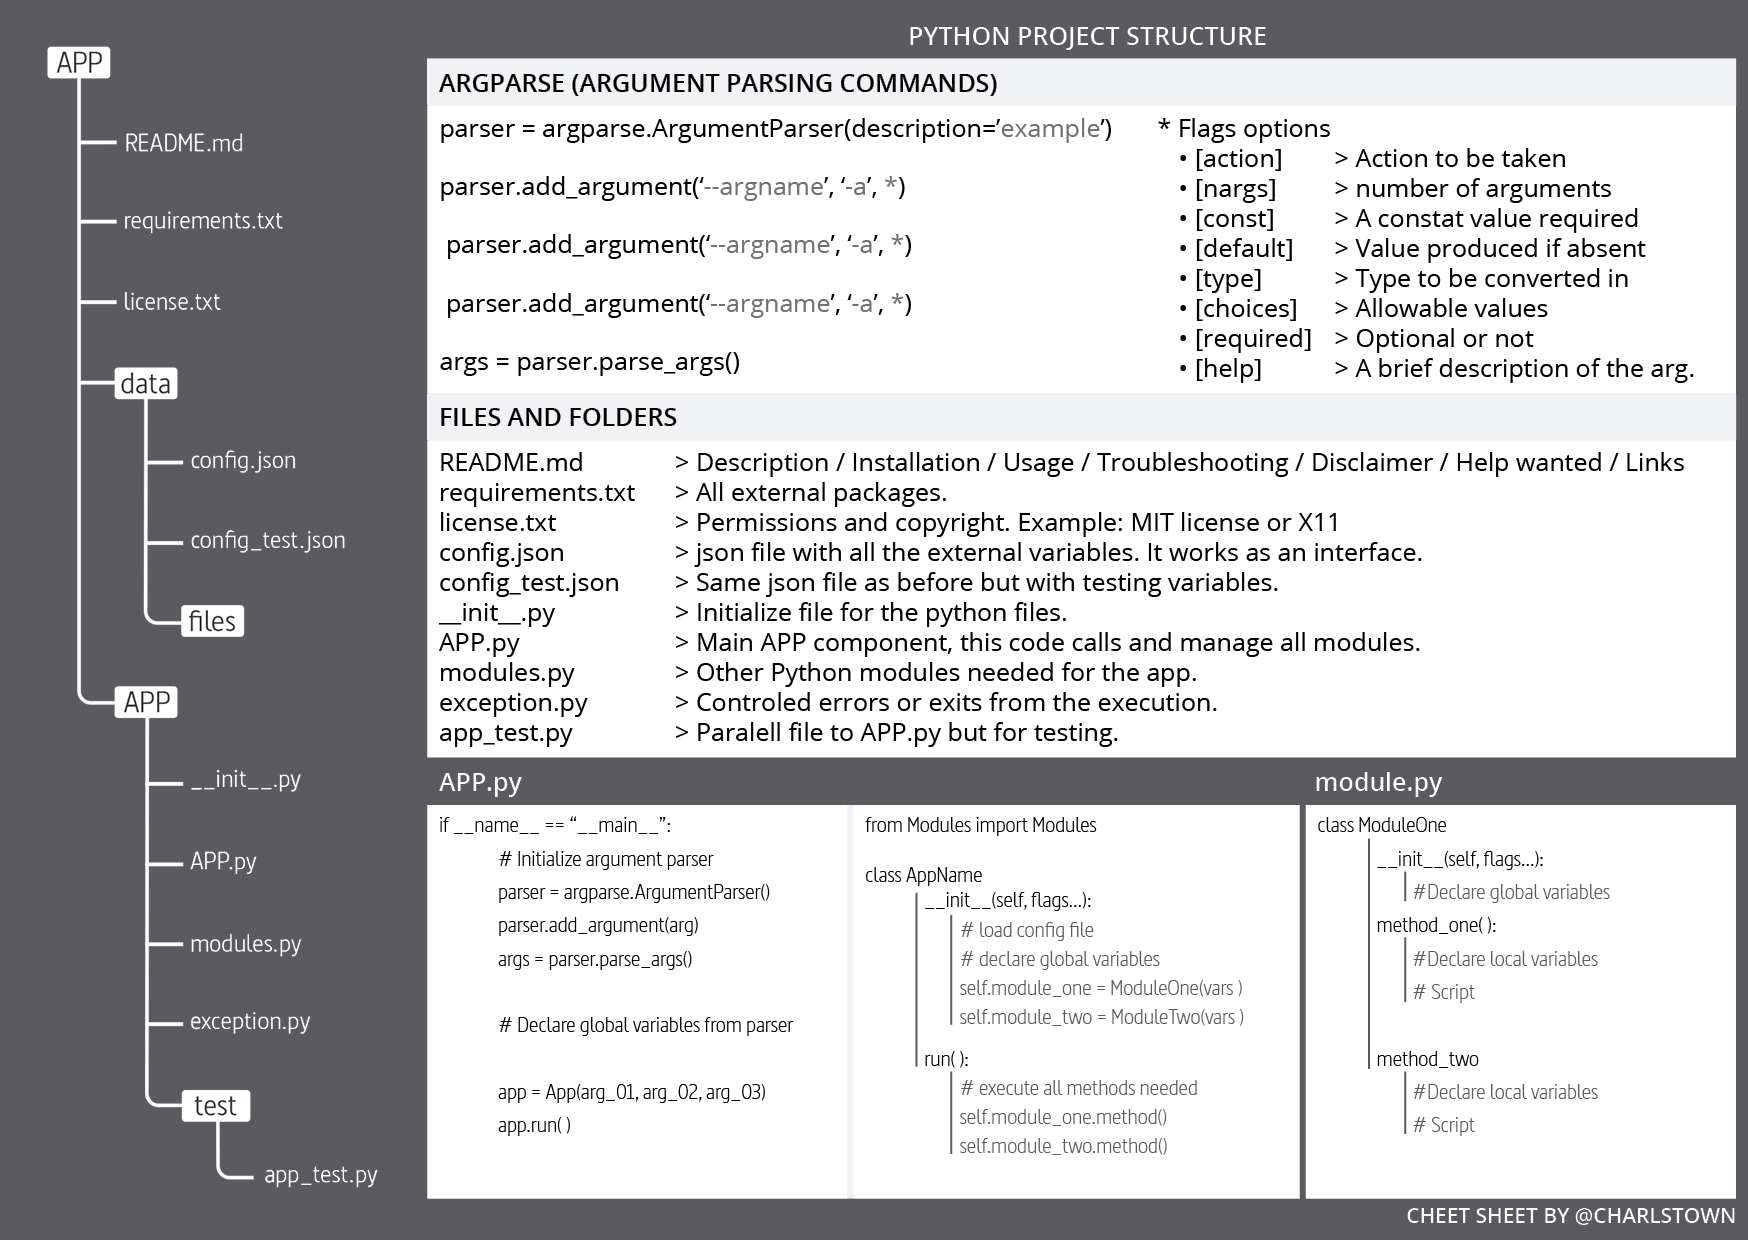 PYTHON PROJECT STRUCTURE
APP
README.md
requirements.txt
license.txt
data
config.json
config_test.json
files
APP
__init__.py
APP.py
modules.py
exception.py
test
app_test.py
ARGPARSE (ARGUMENT PARSING COMMANDS)
parser = argparse.ArgumentParser(description=’example’)
parser.add_argument(‘--argname’, ‘-a’, *)
parser.add_argument(‘--argname’, ‘-a’, *)
parser.add_argument(‘--argname’, ‘-a’, *)
args = parser.parse_args()
* Flags options
• [action] > Action to be taken
• [nargs] > number of arguments
• [const] > A constat value required
• [default] > Value produced if absent
• [type] > Type to be converted in
• [choices] > Allowable values
• [required] > Optional or not
• [help] > A brief description of the arg.
FILES AND FOLDERS
README.md > Description / Installation / Usage / Troubleshooting / Disclaimer / Help wanted / Links
requirements.txt > All external packages.
license.txt > Permissions and copyright. Example: MIT license or X11
config.json > json file with all the external variables. It works as an interface.
config_test.json > Same json file as before but with testing variables.
__init__.py > Initialize file for the python files.
APP.py > Main APP component, this code calls and manage all modules.
modules.py > Other Python modules needed for the app.
exception.py > Controled errors or exits from the execution.
app_test.py > Paralell file to APP.py but for testing.
APP.py
if __name__ == “__main__”:
# Initialize argument parser
parser = argparse.ArgumentParser()
parser.add_argument(arg)
args = parser.parse_args()
# Declare global variables from parser
app = App(arg_01, arg_02, arg_03)
app.run( )
from Modules import Modules
class AppName
__init__(self, flags...):
# load config file
# declare global variables
self.module_one = ModuleOne(vars )
self.module_two = ModuleTwo(vars )
run( ):
# execute all methods needed
self.module_one.method()
self.module_two.method()
module.py
class ModuleOne
__init__(self, flags...):
#Declare global variables
method_one( ):
#Declare local variables
# Script
method_two
#Declare local variables
# Script
CHEET SHEET BY @CHARLSTOWN